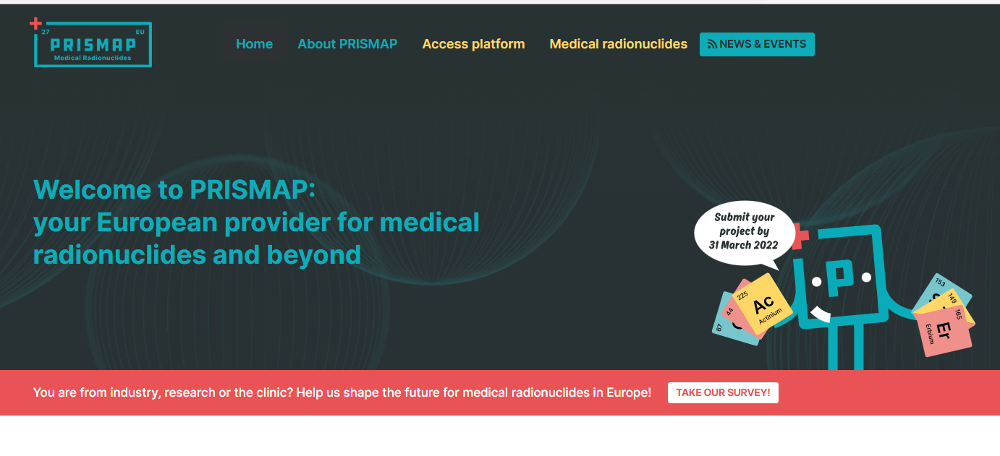 27 EU
PRISMAP
Medical Radionuclides
Home About PRISMAP Access platform Medical radionuclides NEWS & EVENTS
Welcome to PRISMAP:
your European provider for medical
radionuclides and beyond
Submit your
project by
31 March 2022
P
225
Ac
Actinium
44
67
153
149
165
Er
Erbium
You are from industry, research or the clinic? Help us shape the future for medical radionuclides in Europe! TAKE OUR SURVEY!